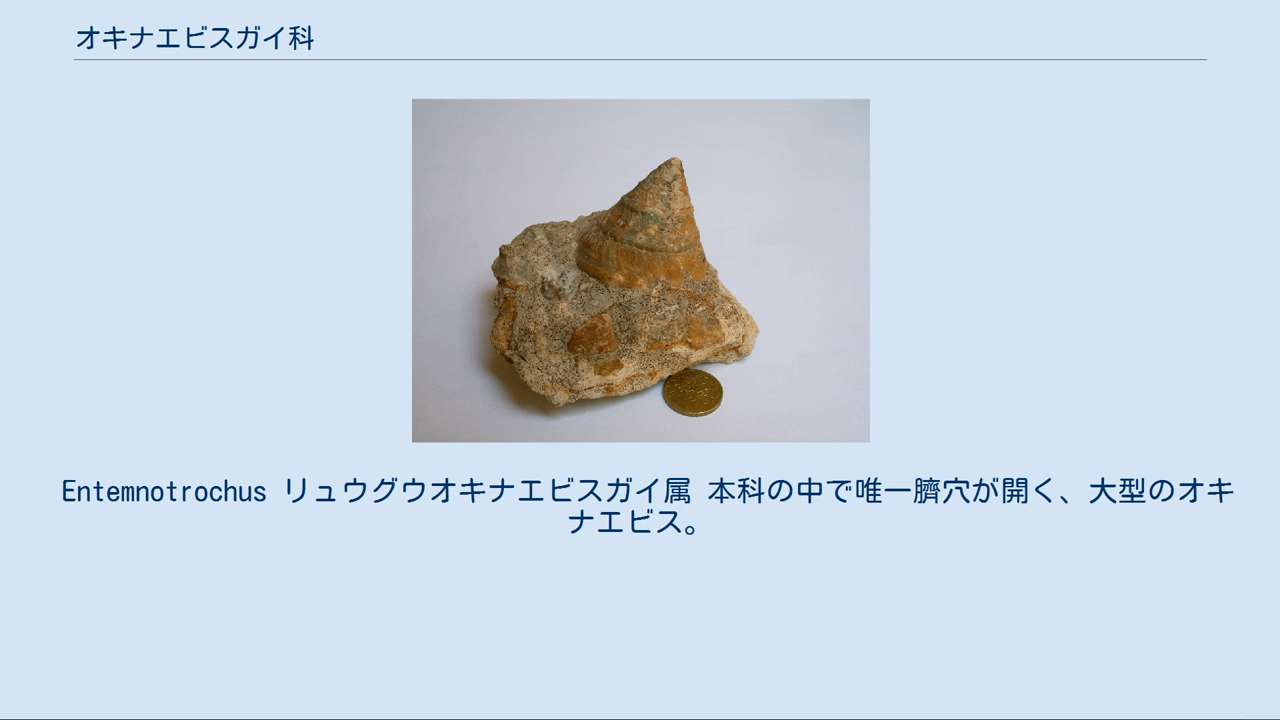 オキナエビスガイ科
Entemnotrochus リュウグウオキナエビスガイ属 本科の中で唯一臍穴が開く、大型のオキ
ナエビス。